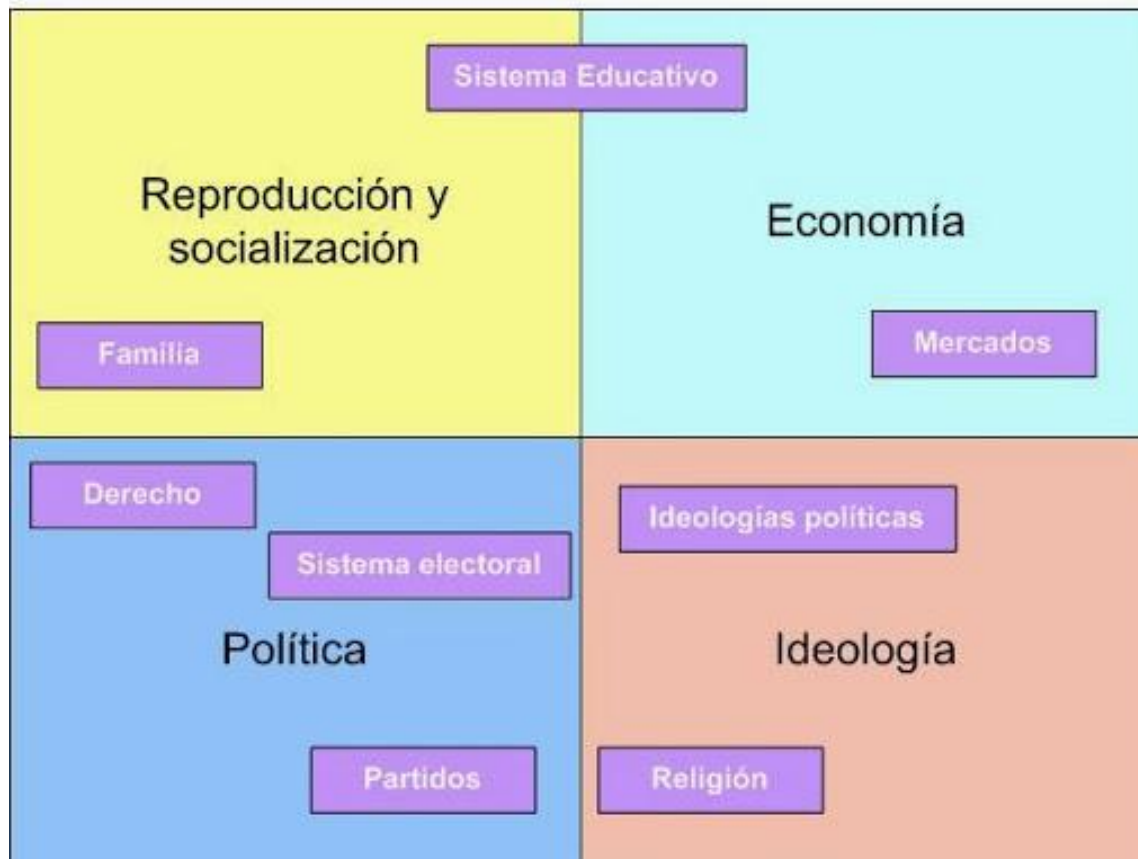 Sistema Educativo
Reproducción y
socialización
Economía
Familia
Mercados
Derecho
Ideologías políticas
Sistema electoral
Política
Ideología
Partidos
Religión